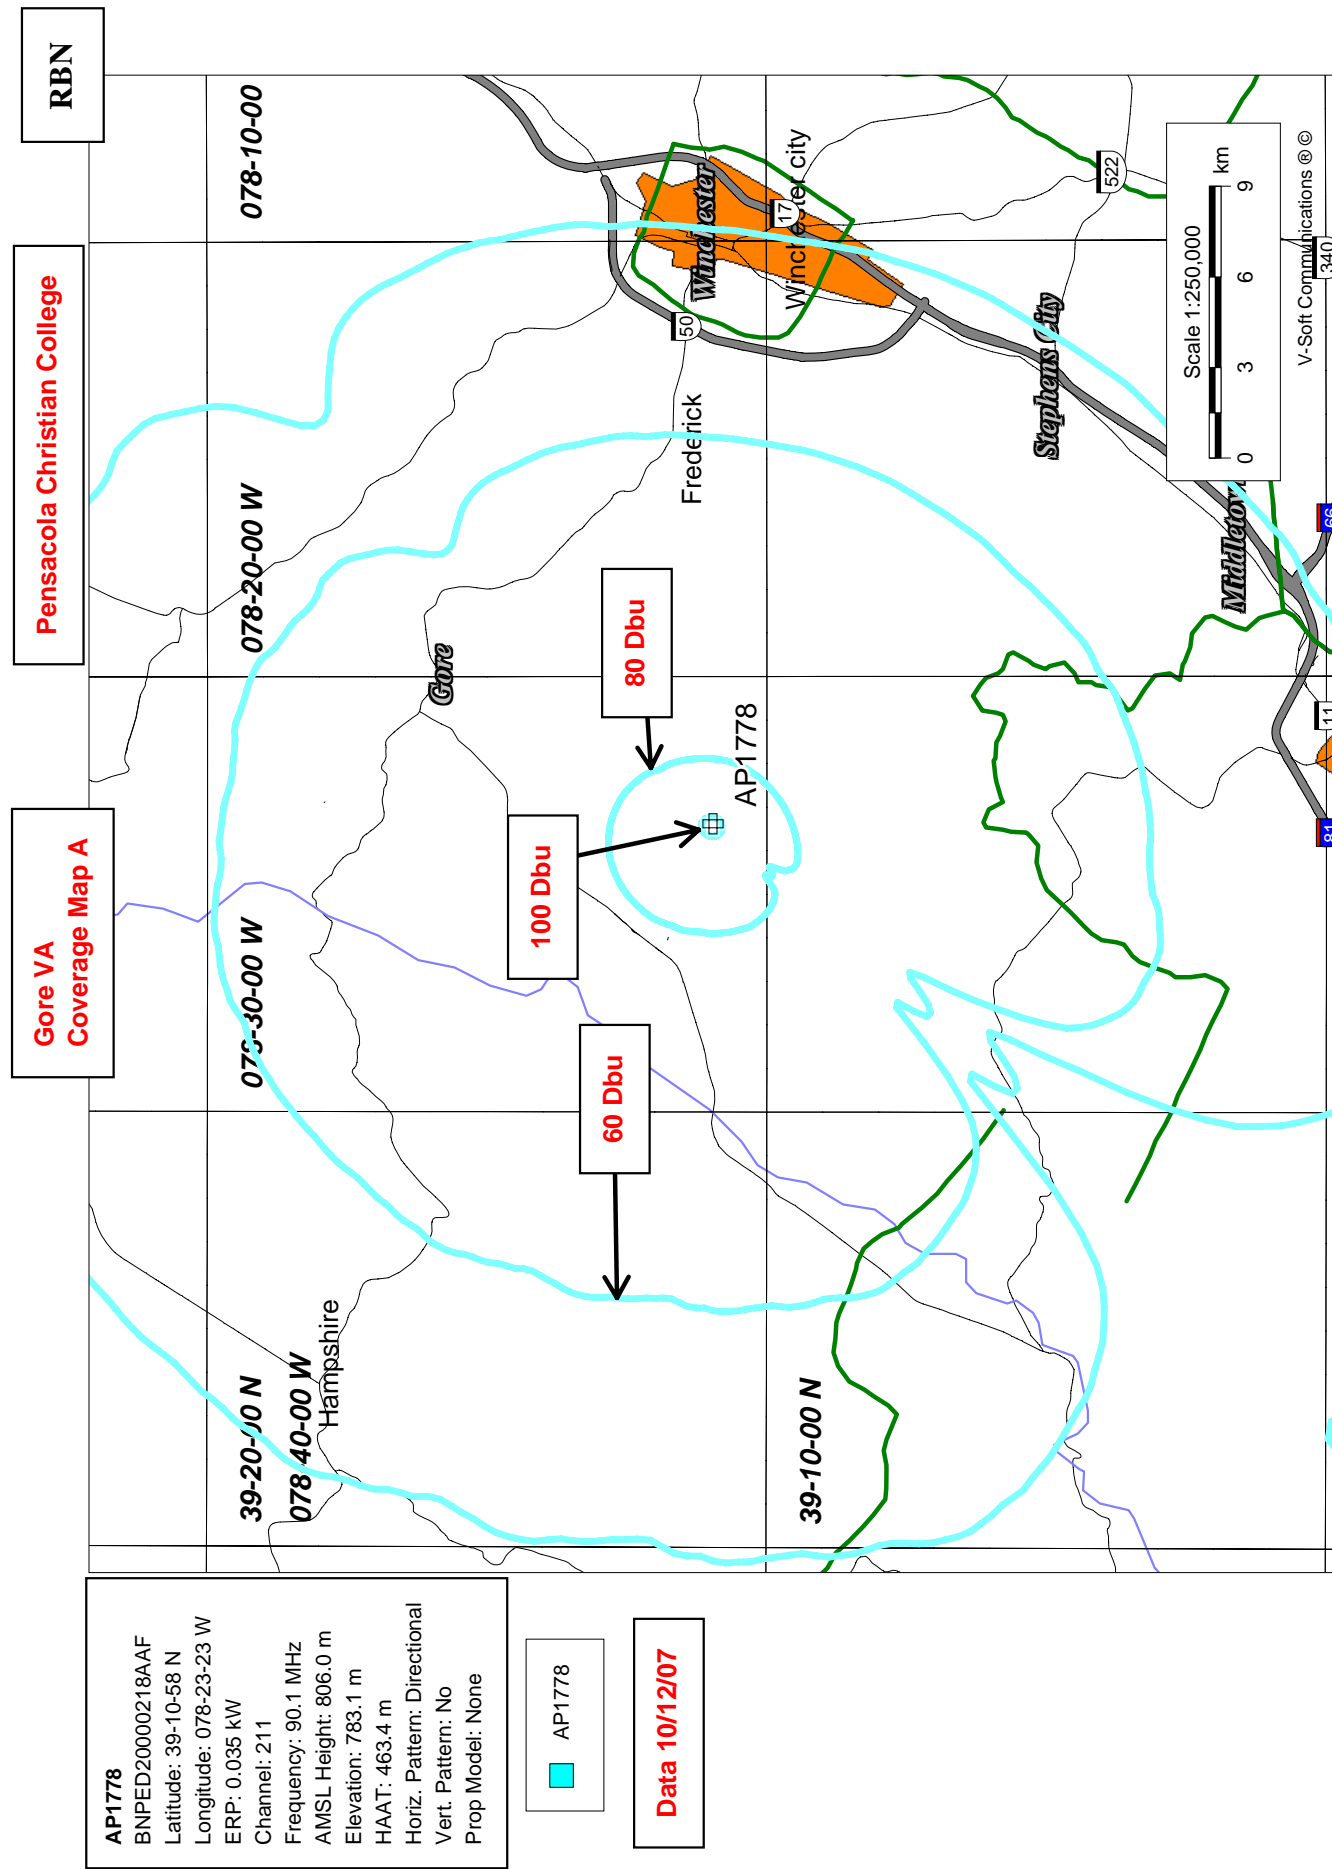 Gore VA
Coverage Map A
Pensacola Christian College
RBN
AP1778
BNPED20000218AAF
Latitude: 39-10-58 N
Longitude: 078-23-23 W
ERP: 0.035 kW
Channel: 211
Frequency: 90.1 MHz
AMSL Height: 806.0 m
Elevation: 783.1 m
HAAT: 463.4 m
Horiz. Pattern: Directional
Vert. Pattern: No
Prop Model: None
AP1778
Data 10/12/07
39-20-00 N
078-40-00 W
078-30-00 W
078-20-00 W
078-10-00
Hampshire
Gore
60 Dbu
100 Dbu
80 Dbu
AP1778
Frederick
50
Winchester
17
Winchester city
39-10-00 N
Stephens City
522
Middletown
Scale 1:250,000
0 3 6 9 km
V-Soft Communications ® ©
81
11
66
340